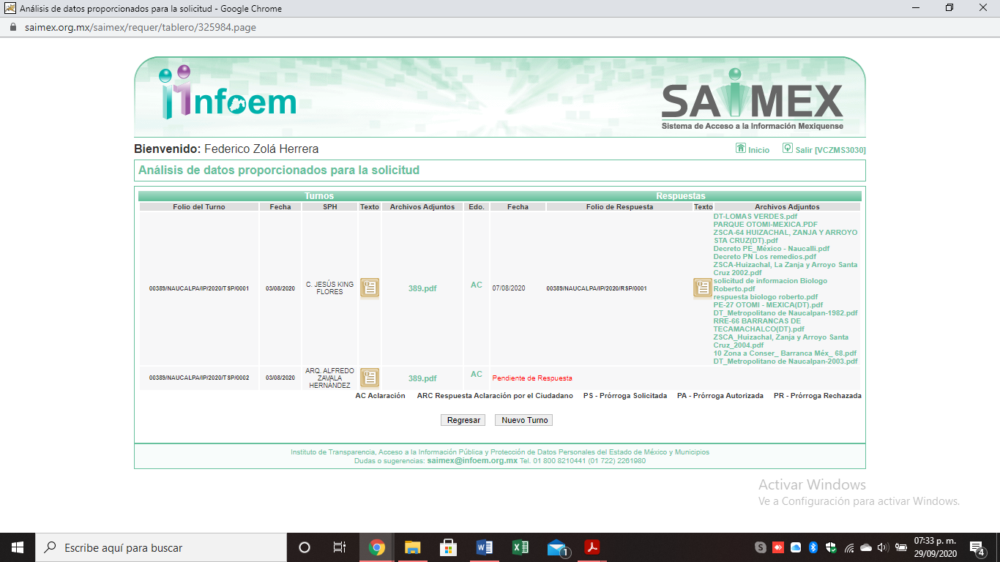 Análisis de datos proporcionados para la solicitud - Google Chrome
saimex.org.mx/saimex/requer/tablero/325984.page
infoem
SAIMEX
Sistema de Acceso a la Información Mexiquense
Bienvenido: Federico Zolá Herrera
Inicio Salir [VCZMS3030]
Análisis de datos proporcionados para la solicitud
Turnos Respuestas
Folio del Turno Fecha SPH Texto Archivos Adjuntos Edo. Fecha Folio de Respuesta Texto Archivos Adjuntos
00389/NAUCALPA/IP/2020/TSP/0001 03/08/2020
C. JESÚS KING
FLORES
389.pdf AC 07/08/2020 00389/NAUCALPA/IP/2020/RSP/0001
DT-LOMAS VERDES.pdf
PARQUE OTOMI-MEXICA.PDF
ZSCA-64 HUIZACHAL, ZANJA Y ARROYO
STA CRUZ(DT).pdf
Decreto PE_México - Naucalli.pdf
Decreto PN Los remedios.pdf
ZSCA-Huizachal, La Zanja y Arroyo Santa
Cruz 2002.pdf
solicitud de informacion Biologo
Roberto.pdf
respuesta biologo roberto.pdf
PE-27 OTOMI - MEXICA(DT).pdf
DT_Metropolitano de Naucalpan-1982.pdf
RRE-66 BARRANCAS DE
TECAMACHALCO(DT).pdf
ZSCA_Huizachal, Zanja y Arroyo Santa
Cruz_2004.pdf
10 Zona a Conser_ Barranca Méx_ 68.pdf
DT_Metropolitano de Naucalpan-2003.pdf
00389/NAUCALPA/IP/2020/TSP/0002 03/08/2020
ARQ. ALFREDO
ZAVALA
HERNÁNDEZ
389.pdf AC Pendiente de Respuesta
AC Aclaración ARC Respuesta Aclaración por el Ciudadano PS - Prórroga Solicitada PA - Prórroga Autorizada PR - Prórroga Rechazada
Regresar Nuevo Turno
Instituto de Transparencia, Acceso a la Información Pública y Protección de Datos Personales del Estado de México y Municipios
Dudas o sugerencias: saimex@infoem.org.mx Tel. 01 800 8210441 (01 722) 2261980
Activar Windows
Ve a Configuración para activar Windows.
Escribe aquí para buscar
1
07:33 p. m.
29/09/2020
4